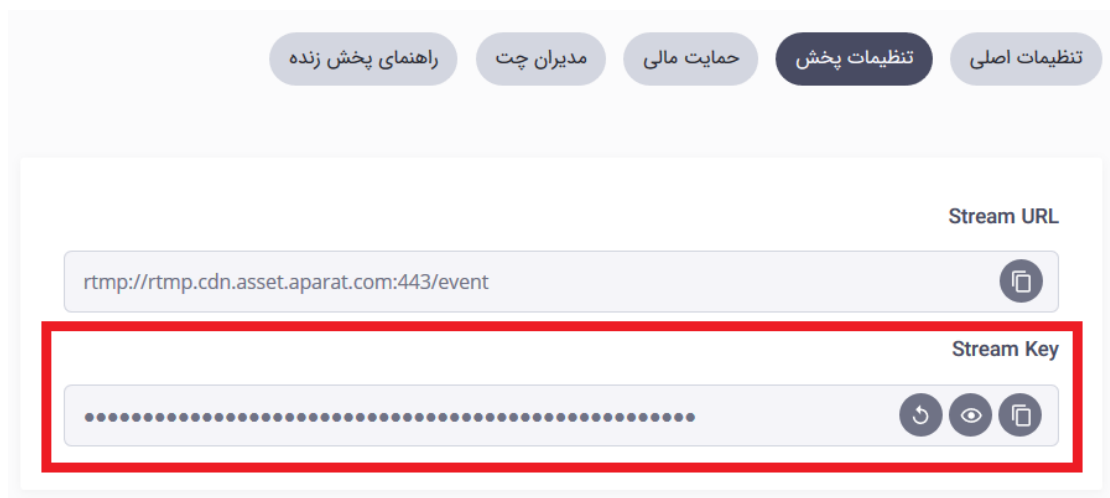 تنظیمات اصلی
تنظیمات پخش
حمایت مالی
مدیران چت
راهنمای پخش زنده
Stream URL
rtmp://rtmp.cdn.asset.aparat.com:443/event
Stream Key